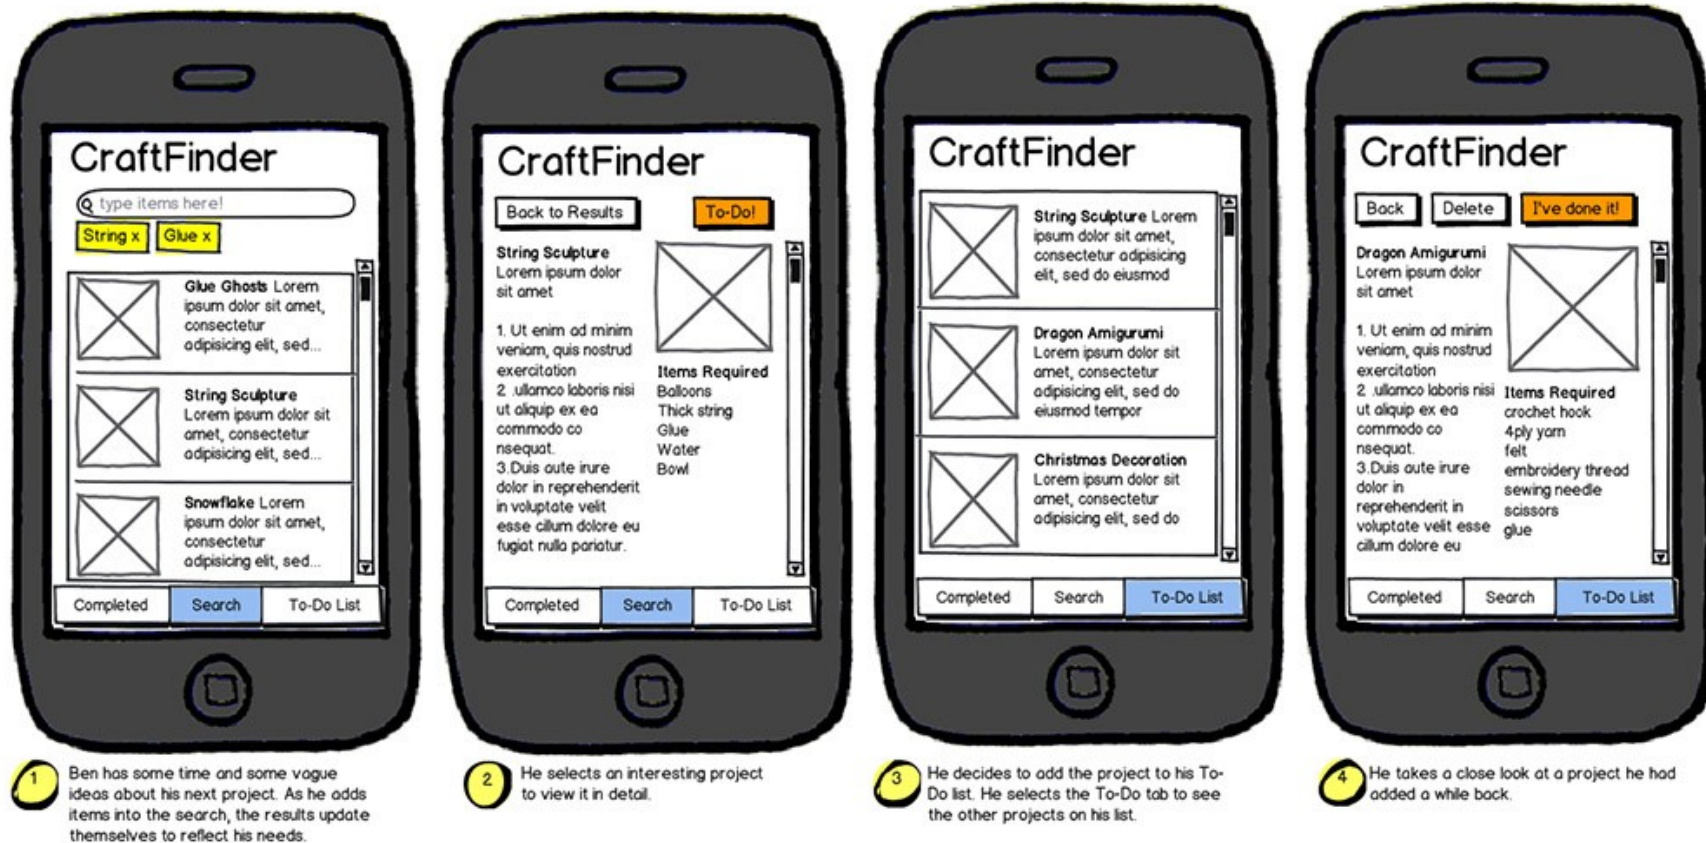 CraftFinder
type items here!
String x
Glue x
Glue Ghosts Lorem
ipsum dolor sit amet,
consectetur
adipisicing elit, sed...
String Sculpture
Lorem ipsum dolor sit
amet, consectetur
adipisicing elit, sed...
Snowflake Lorem
ipsum dolor sit amet,
consectetur
adipisicing elit, sed...
Completed
Search
To-Do List
1
Ben has some time and some vague
ideas about his next project. As he adds
items into the search, the results update
themselves to reflect his needs.
CraftFinder
Back to Results
To-Do!
String Sculpture
Lorem ipsum dolor
sit amet
1. Ut enim ad minim
veniam, quis nostrud
exercitation
2 .ullamco laboris nisi
ut aliquip ex ea
commodo co
nsequat.
3.Duis aute irure
dolor in reprehenderit
in voluptate velit
esse cillum dolore eu
fugiat nulla pariatur.
Items Required
Balloons
Thick string
Glue
Water
Bowl
Completed
Search
To-Do List
2
He selects an interesting project
to view it in detail.
CraftFinder
String Sculpture Lorem
ipsum dolor sit amet,
consectetur adipisicing
elit, sed do eiusmod
Dragon Amigurumi
Lorem ipsum dolor sit
amet, consectetur
adipisicing elit, sed do
eiusmod tempor
Christmas Decoration
Lorem ipsum dolor sit
amet, consectetur
adipisicing elit, sed do
Completed
Search
To-Do List
3
He decides to add the project to his To-
Do list. He selects the To-Do tab to see
the other projects on his list.
CraftFinder
Back
Delete
I've done it!
Dragon Amigurumi
Lorem ipsum dolor
sit amet
1. Ut enim ad minim
veniam, quis nostrud
exercitation
2 .ullamco laboris nisi
ut aliquip ex ea
commodo co
nsequat.
3.Duis aute irure
dolor in
reprehenderit in
voluptate velit esse
cillum dolore eu
Items Required
crochet hook
4ply yarn
felt
embroidery thread
sewing needle
scissors
glue
Completed
Search
To-Do List
4
He takes a close look at a project he had
added a while back.